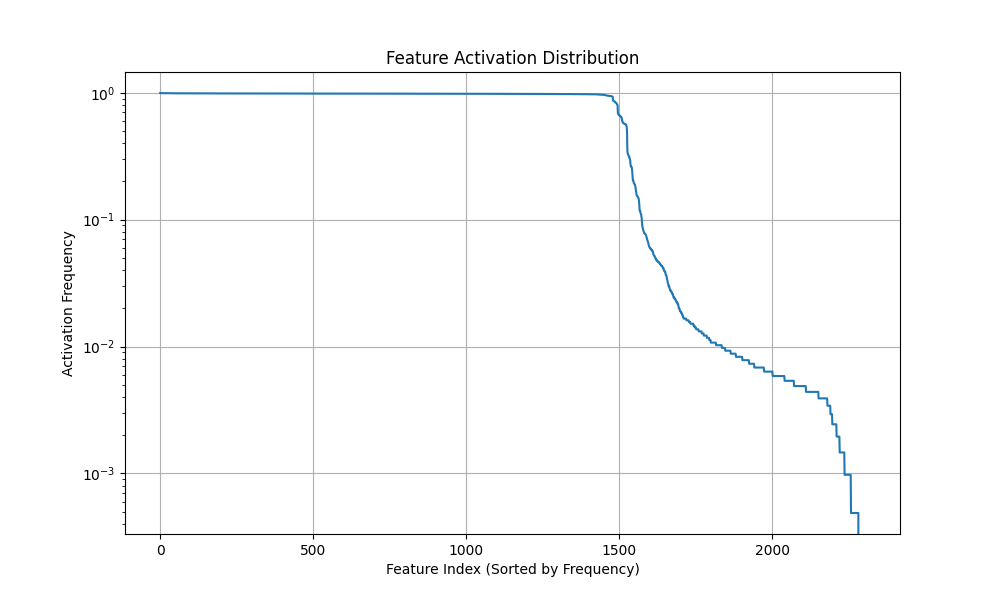 Feature Activation Distribution
Activation Frequency
10⁰
10⁻¹
10⁻²
10⁻³
0 500 1000 1500 2000
Feature Index (Sorted by Frequency)